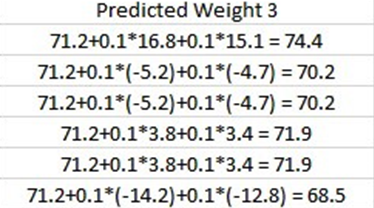 Predicted Weight 3
71.2+0.1*16.8+0.1*15.1 = 74.4
71.2+0.1*(-5.2)+0.1*(-4.7) = 70.2
71.2+0.1*(-5.2)+0.1*(-4.7) = 70.2
71.2+0.1*3.8+0.1*3.4 = 71.9
71.2+0.1*3.8+0.1*3.4 = 71.9
71.2+0.1*(-14.2)+0.1*(-12.8) = 68.5